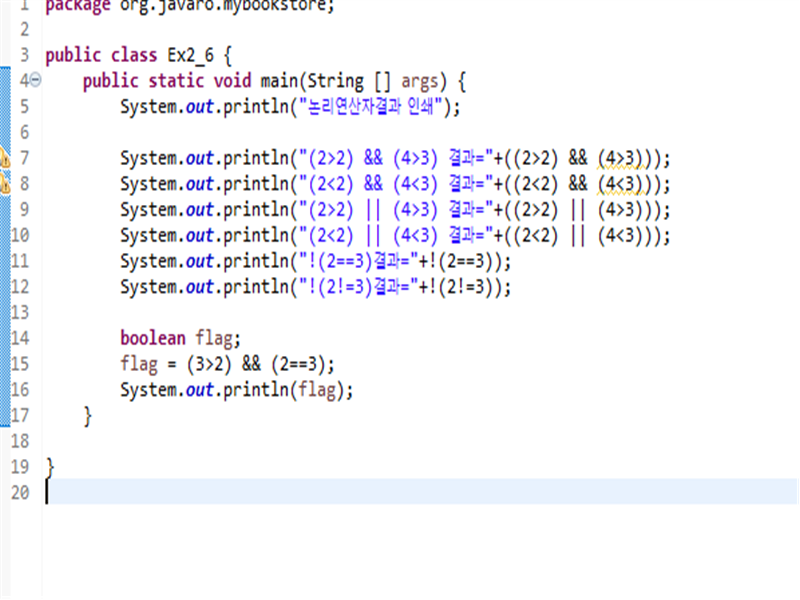 1 package org.javaro.mybookstore;
2
3 public class Ex2_6 {
4 public static void main(String [] args) {
5 System.out.println("논리연산자결과 인쇄");
6
7 System.out.println("(2>2) && (4>3) 결과="+((2>2) && (4>3)));
8 System.out.println("(2<2) && (4<3) 결과="+((2<2) && (4<3)));
9 System.out.println("(2>2) || (4>3) 결과="+((2>2) || (4>3)));
10 System.out.println("(2<2) || (4<3) 결과="+((2<2) || (4<3)));
11 System.out.println("!(2==3)결과="+!(2==3));
12 System.out.println("!(2!=3)결과="+!(2!=3));
13
14 boolean flag;
15 flag = (3>2) && (2==3);
16 System.out.println(flag);
17 }
18
19 }
20